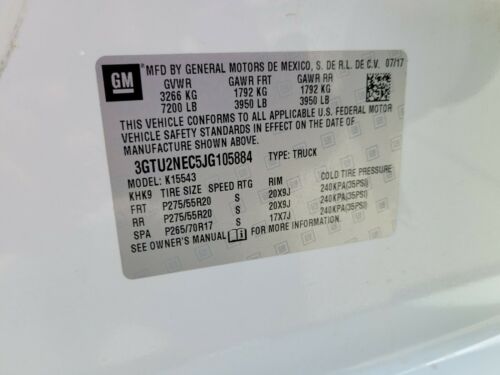 GM
MFD BY GENERAL MOTORS DE MEXICO, S. DE R.L. DE C.V. 07/17
GVWR GAWR FRT GAWR RR
3266 KG 1792 KG 1792 KG
7200 LB 3950 LB 3950 LB
THIS VEHICLE CONFORMS TO ALL APPLICABLE U.S. FEDERAL MOTOR
VEHICLE SAFETY STANDARDS IN EFFECT ON THE DATE OF
MANUFACTURE SHOWN ABOVE.
3GTU2NEC5JG105884 TYPE: TRUCK
MODEL: K15543
KHK9 TIRE SIZE SPEED RTG RIM COLD TIRE PRESSURE
FRT P275/55R20 S 20X9J 240KPA(35PSI)
RR P275/55R20 S 20X9J 240KPA(35PSI)
SPA P265/70R17 S 17X7J 240KPA(35PSI)
SEE OWNER'S MANUAL FOR MORE INFORMATION.